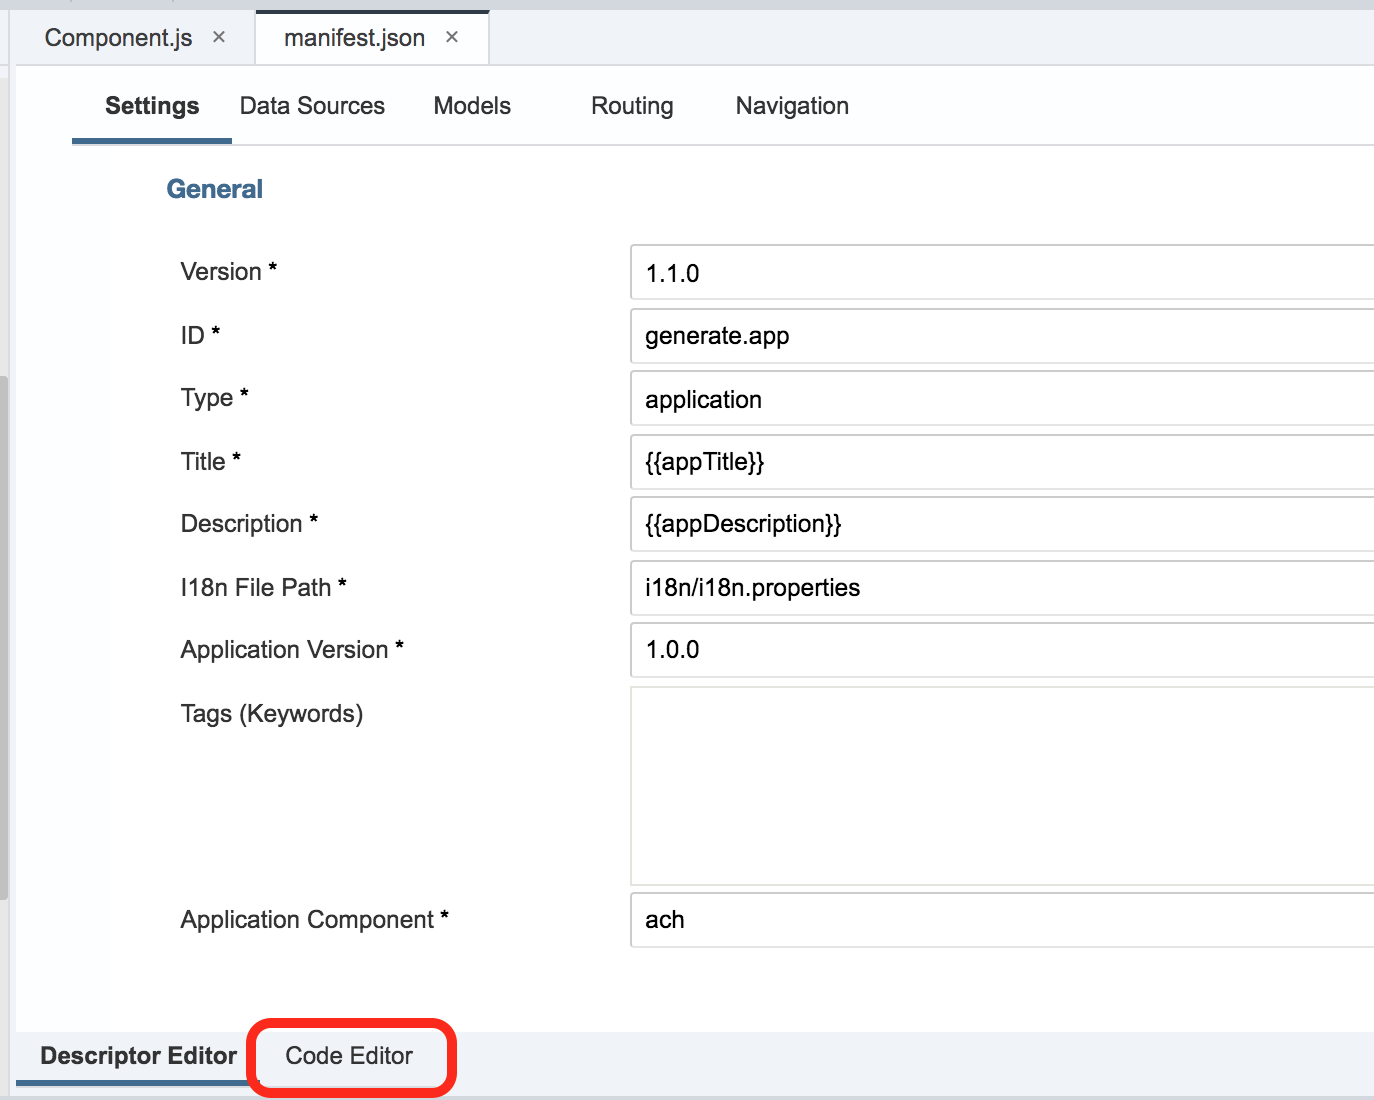 Component.js × manifest.json ×
Settings Data Sources Models Routing Navigation
General
Version * 1.1.0
ID * generate.app
Type * application
Title * {{appTitle}}
Description * {{appDescription}}
I18n File Path * i18n/i18n.properties
Application Version * 1.0.0
Tags (Keywords)
Application Component * ach
Descriptor Editor Code Editor